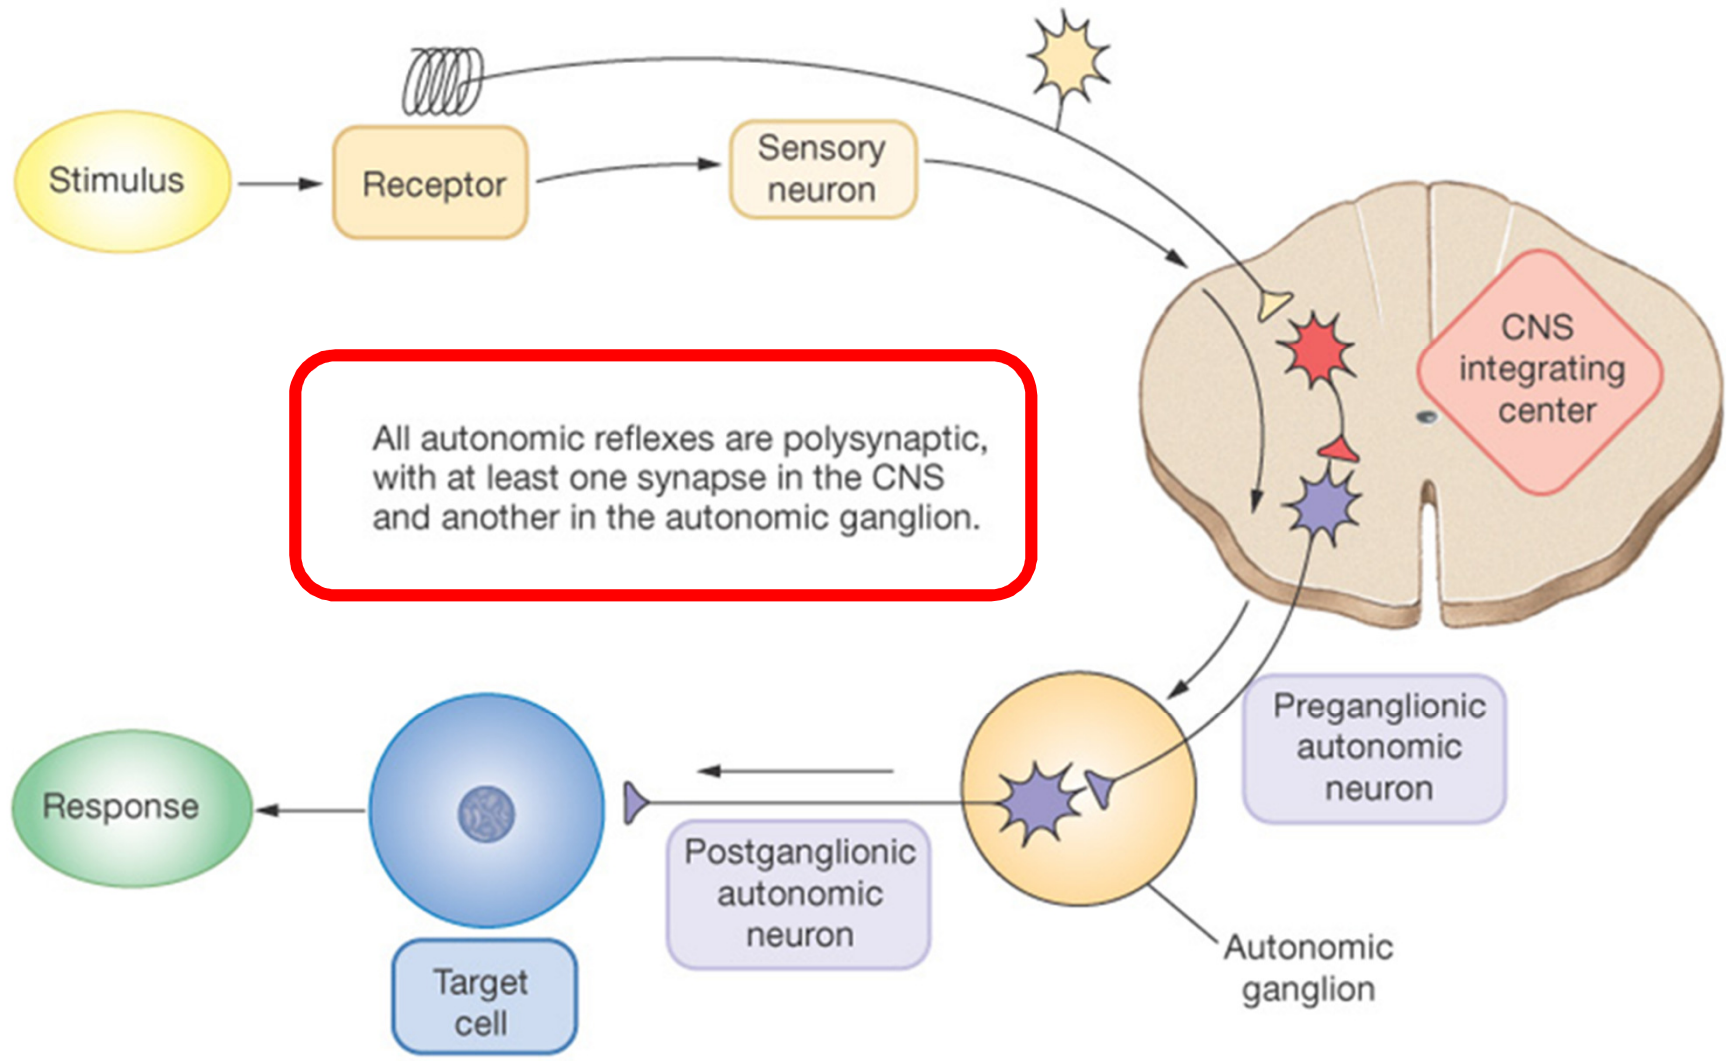 Stimulus
Receptor
Sensory
neuron
CNS
integrating
center
All autonomic reflexes are polysynaptic,
with at least one synapse in the CNS
and another in the autonomic ganglion.
Preganglionic
autonomic
neuron
Response
Postganglionic
autonomic
neuron
Target
cell
Autonomic
ganglion